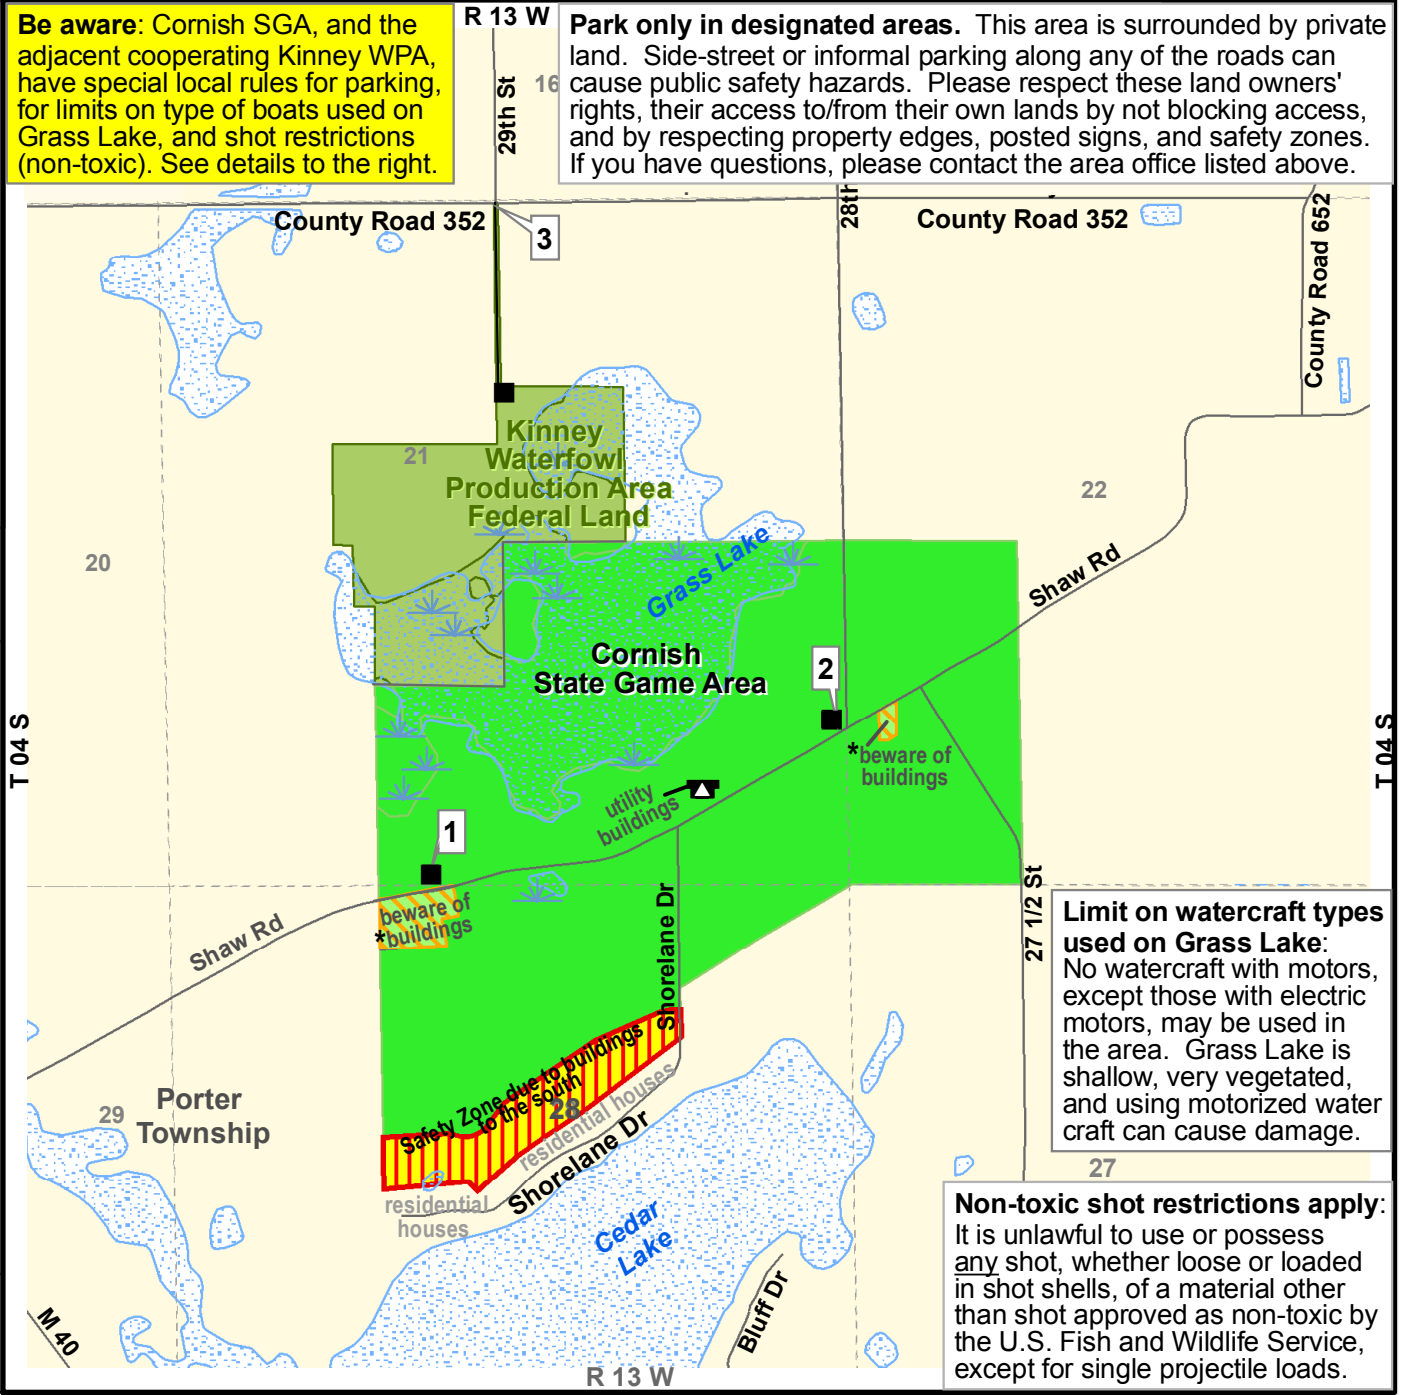 Be aware: Cornish SGA, and the
adjacent cooperating Kinney WPA,
have special local rules for parking,
for limits on type of boats used on
Grass Lake, and shot restrictions
(non-toxic). See details to the right.
R 13 W
29th St
16
Park only in designated areas. This area is surrounded by private
land. Side-street or informal parking along any of the roads can
cause public safety hazards. Please respect these land owners'
rights, their access to/from their own lands by not blocking access,
and by respecting property edges, posted signs, and safety zones.
If you have questions, please contact the area office listed above.
County Road 352
3
28th
County Road 352
County Road 652
21
Kinney
Waterfowl
Production Area
Federal Land
22
20
Grass Lake
Shaw Rd
Cornish
State Game Area
2
T 04 S
T 04 S
*beware of
buildings
utility
buildings
1
beware of
*buildings
Shaw Rd
Shorelane Dr
27 1/2 St
Limit on watercraft types
used on Grass Lake:
No watercraft with motors,
except those with electric
motors, may be used in
the area. Grass Lake is
shallow, very vegetated,
and using motorized water
craft can cause damage.
Safety Zone due to buildings
to the south
28
residential houses
Shorelane Dr
residential
houses
29
Porter
Township
27
Cedar
Lake
Bluff Dr
M 40
R 13 W
Non-toxic shot restrictions apply:
It is unlawful to use or possess
any shot, whether loose or loaded
in shot shells, of a material other
than shot approved as non-toxic by
the U.S. Fish and Wildlife Service,
except for single projectile loads.